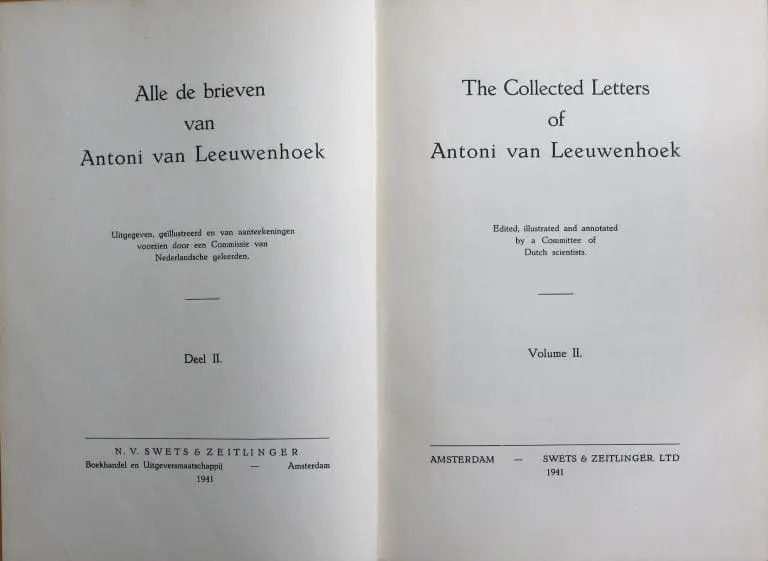 Alle de brieven
van
Antoni van Leeuwenhoek
Uitgegeven, geïllustreerd en van aanteekeningen
voorzien door een Commissie van
Nederlandsche geleerden.
Deel II.
N. V. SWETS & ZEITLINGER
Boekhandel en Uitgeversmaatschappij — Amsterdam
1941
The Collected Letters
of
Antoni van Leeuwenhoek
Edited, illustrated and annotated
by a Committee of
Dutch scientists.
Volume II.
AMSTERDAM — SWETS & ZEITLINGER. LTD
1941